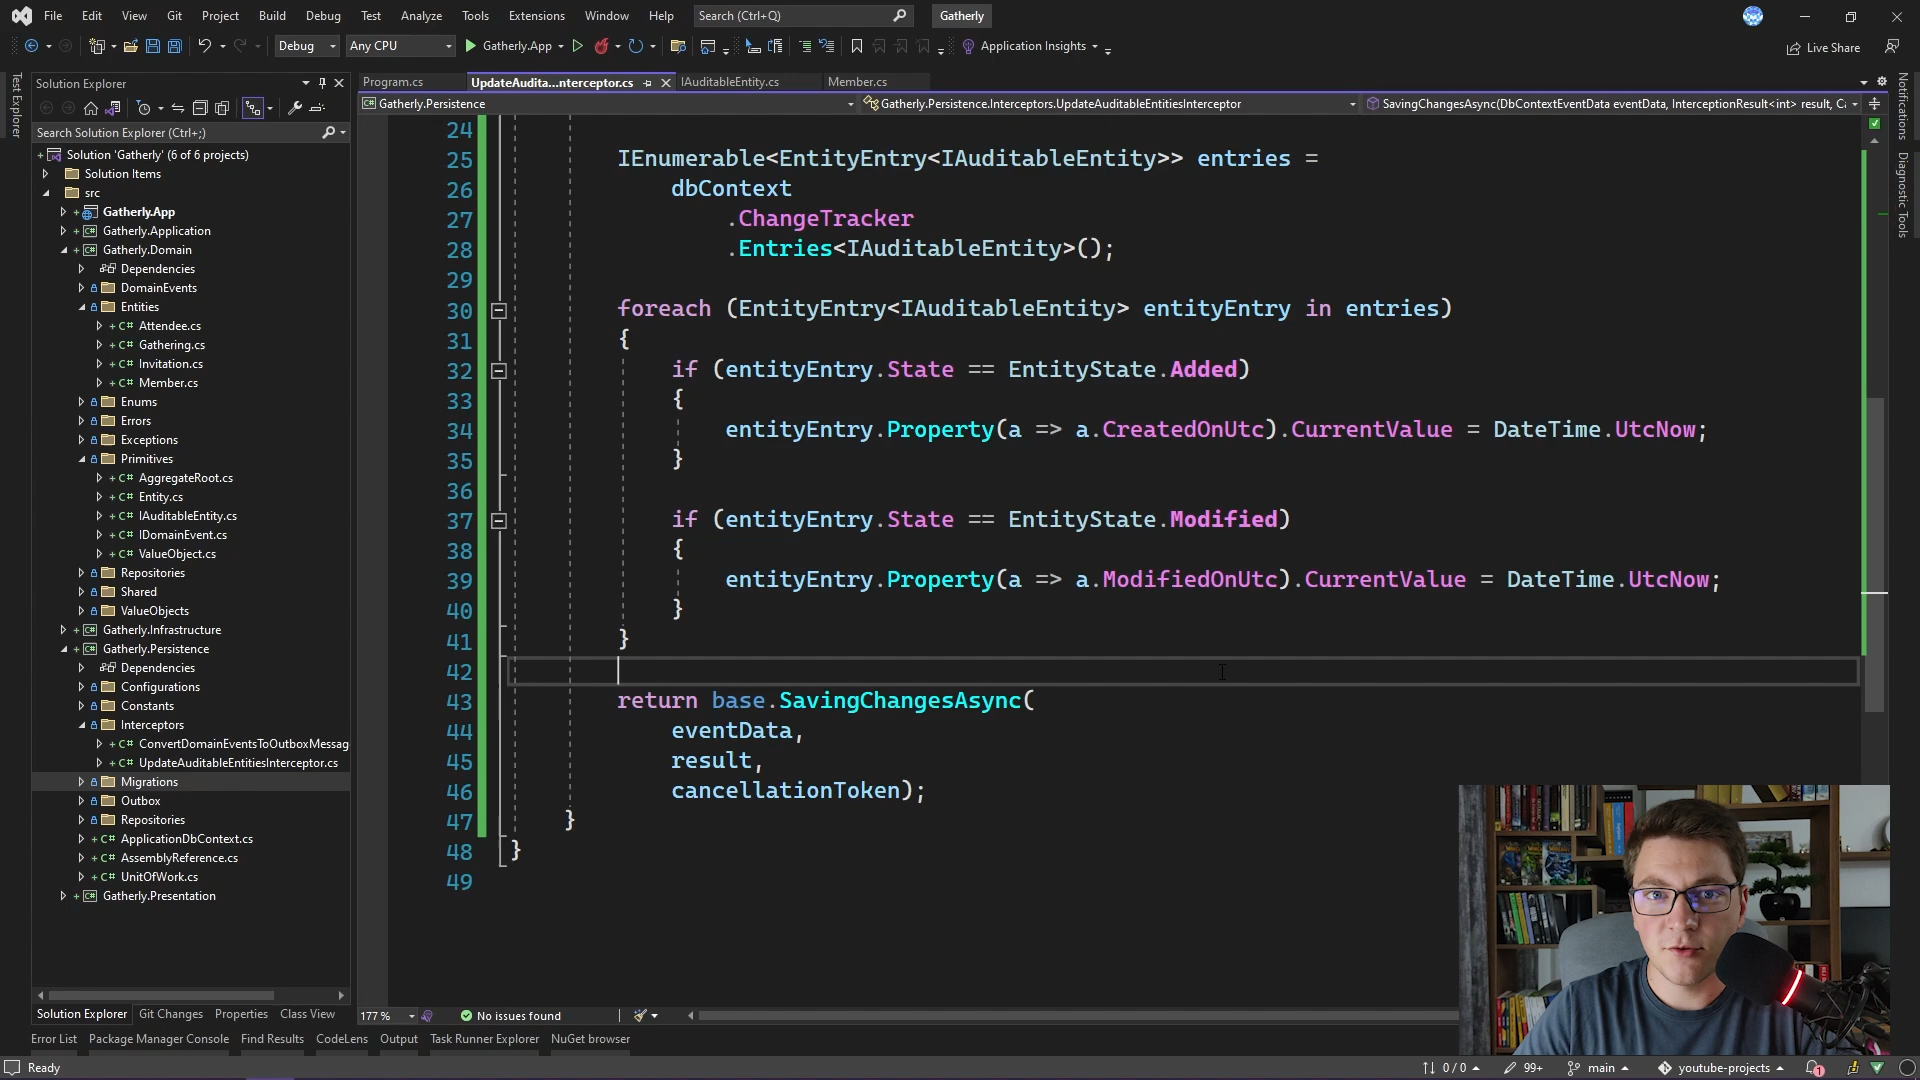 File Edit View Git Project Build Debug Test Analyze Tools Extensions Window Help Search (Ctrl+Q) Gatherly
Debug Any CPU Gatherly.App Application Insights Live Share
Test Explorer
Solution Explorer
Search Solution Explorer (Ctrl+;)
Solution 'Gatherly' (6 of 6 projects)
Solution Items
src
Gatherly.App
Gatherly.Application
Gatherly.Domain
Dependencies
DomainEvents
Entities
C# Attendee.cs
C# Gathering.cs
C# Invitation.cs
C# Member.cs
Enums
Errors
Exceptions
Primitives
C# AggregateRoot.cs
C# Entity.cs
C# IAuditableEntity.cs
C# IDomainEvent.cs
C# ValueObject.cs
Repositories
Shared
ValueObjects
Gatherly.Infrastructure
Gatherly.Persistence
Dependencies
Configurations
Constants
Interceptors
C# ConvertDomainEventsToOutboxMessag
C# UpdateAuditableEntitiesInterceptor.cs
Migrations
Outbox
Repositories
C# ApplicationDbContext.cs
C# AssemblyReference.cs
C# UnitOfWork.cs
Gatherly.Presentation
Solution Explorer Git Changes Properties Class View
Program.cs UpdateAudita...nterceptor.cs IAuditableEntity.cs Member.cs
Gatherly.Persistence Gatherly.Persistence.Interceptors.UpdateAuditableEntitiesInterceptor SavingChangesAsync(DbContextEventData eventData, InterceptionResult<int> result, Ca
24
25 IEnumerable<EntityEntry<IAuditableEntity>> entries =
26 dbContext
27 .ChangeTracker
28 .Entries<IAuditableEntity>();
29
30 foreach (EntityEntry<IAuditableEntity> entityEntry in entries)
31 {
32 if (entityEntry.State == EntityState.Added)
33 {
34 entityEntry.Property(a => a.CreatedOnUtc).CurrentValue = DateTime.UtcNow;
35 }
36
37 if (entityEntry.State == EntityState.Modified)
38 {
39 entityEntry.Property(a => a.ModifiedOnUtc).CurrentValue = DateTime.UtcNow;
40 }
41 }
42
43 return base.SavingChangesAsync(
44 eventData,
45 result,
46 cancellationToken);
47 }
48 }
49
177 % No issues found
Notifications
Diagnostic Tools
Error List Package Manager Console Find Results CodeLens Output Task Runner Explorer NuGet browser
Ready 0 / 0 99+ main youtube-projects 1